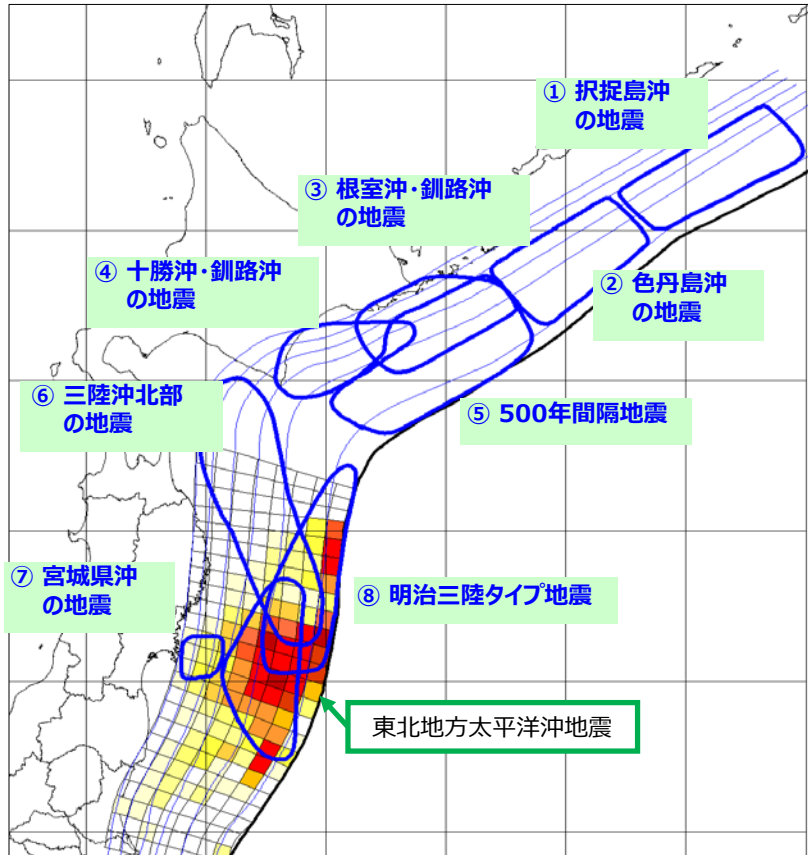 ① 択捉島沖
の地震
③ 根室沖・釧路沖
の地震
④ 十勝沖・釧路沖
の地震
② 色丹島沖
の地震
⑥ 三陸沖北部
の地震
⑤ 500年間隔地震
⑦ 宮城県沖
の地震
⑧ 明治三陸タイプ地震
東北地方太平洋沖地震